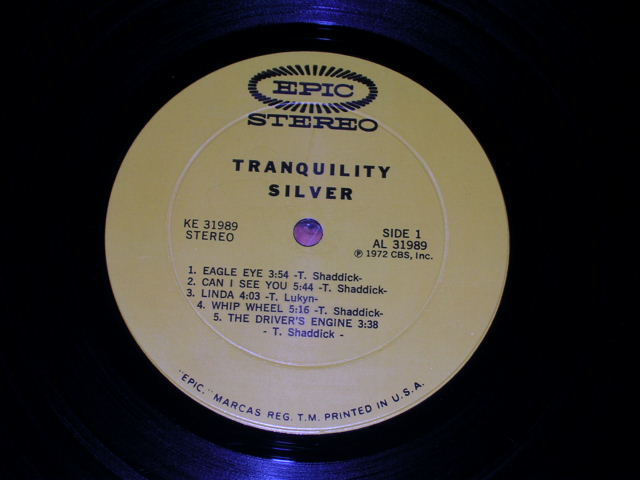 EPIC
STEREO
TRANQUILITY
SILVER
KE 31989
STEREO
SIDE 1
AL 31989
℗ 1972 CBS, Inc.
1. EAGLE EYE 3:54 -T. Shaddick-
2. CAN I SEE YOU 5:44 -T. Shaddick-
3. LINDA 4:03 -T. Lukyn-
4. WHIP WHEEL 5:16 -T. Shaddick-
5. THE DRIVER'S ENGINE 3:38
- T. Shaddick -
"EPIC," MARCAS REG. T.M. PRINTED IN U.S.A.